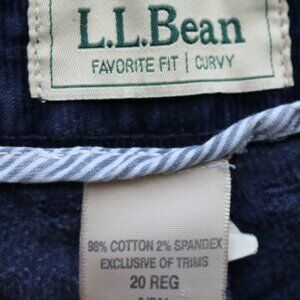 L.L.Bean
FAVORITE FIT | CURVY
98% COTTON 2% SPANDEX
EXCLUSIVE OF TRIMS
20 REG